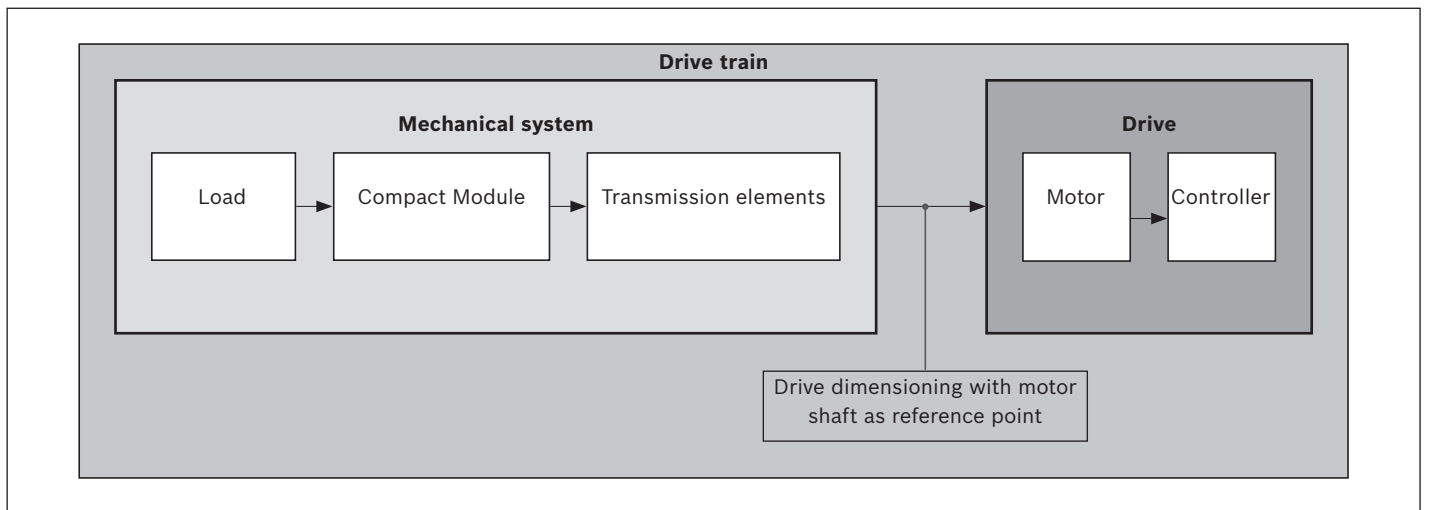 Drive train
Mechanical system
Load
Compact Module
Transmission elements
Drive
Motor
Controller
Drive dimensioning with motor
shaft as reference point